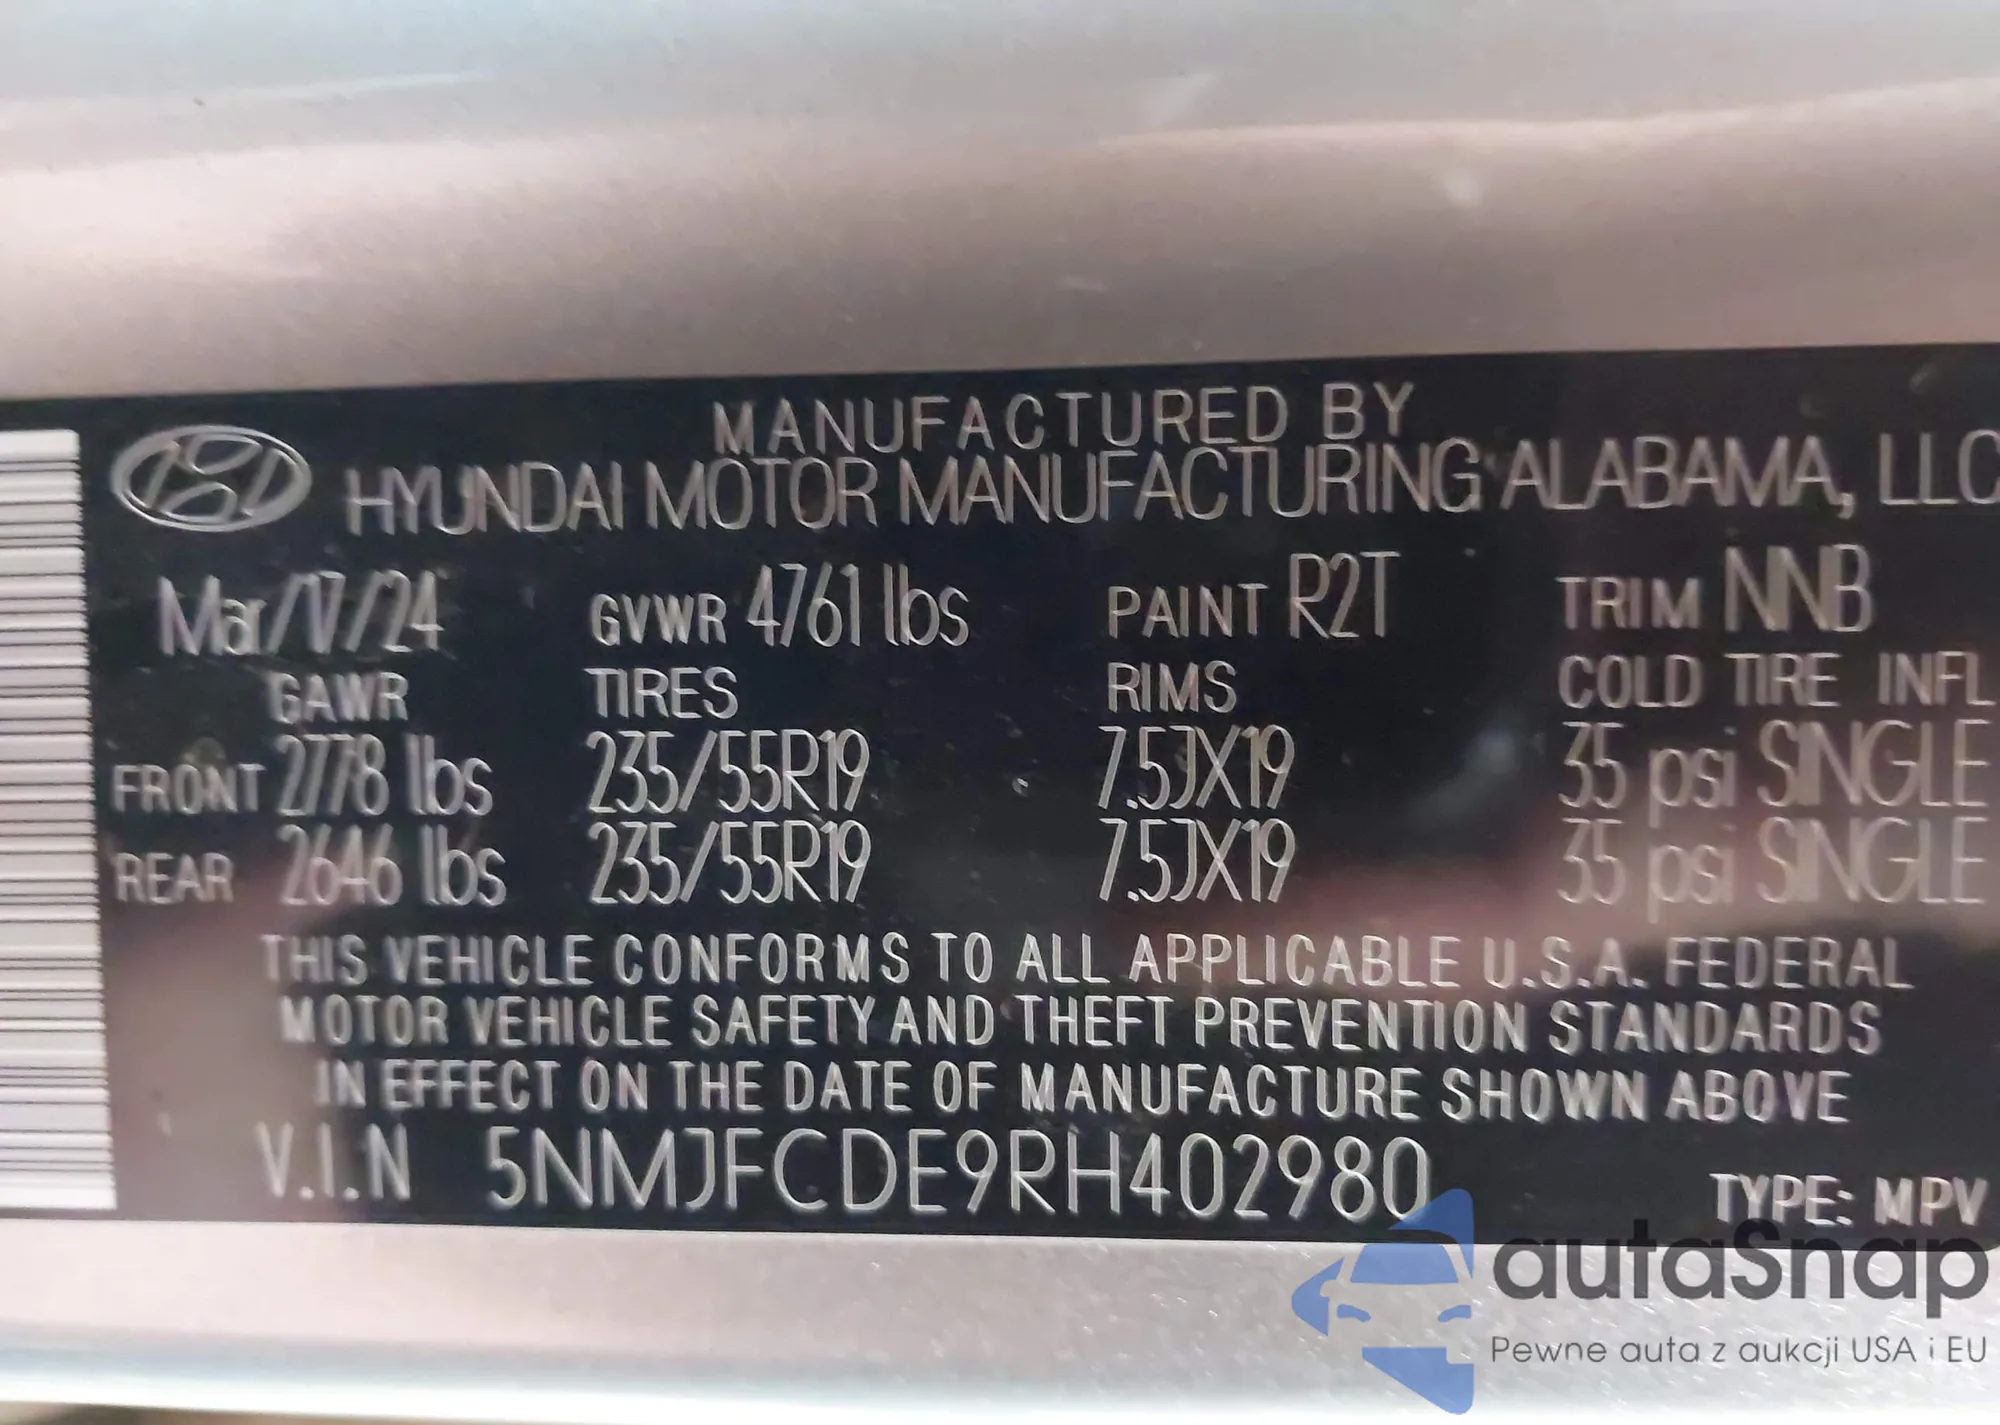 MANUFACTURED BY
HYUNDAI MOTOR MANUFACTURING ALABAMA, LLC
Mar/17/24 GVWR 4761 lbs PAINT R2T TRIM NNB
GAWR TIRES RIMS COLD TIRE INFL
FRONT 2778 lbs 235/55R19 7.5JX19 35 psi SINGLE
REAR 2646 lbs 235/55R19 7.5JX19 35 psi SINGLE
THIS VEHICLE CONFORMS TO ALL APPLICABLE U.S.A. FEDERAL
MOTOR VEHICLE SAFETY AND THEFT PREVENTION STANDARDS
IN EFFECT ON THE DATE OF MANUFACTURE SHOWN ABOVE
V.I.N 5NMJFCDE9RH402980 TYPE: MPV
autaSnap
Pewne auta z aukcji USA i EU